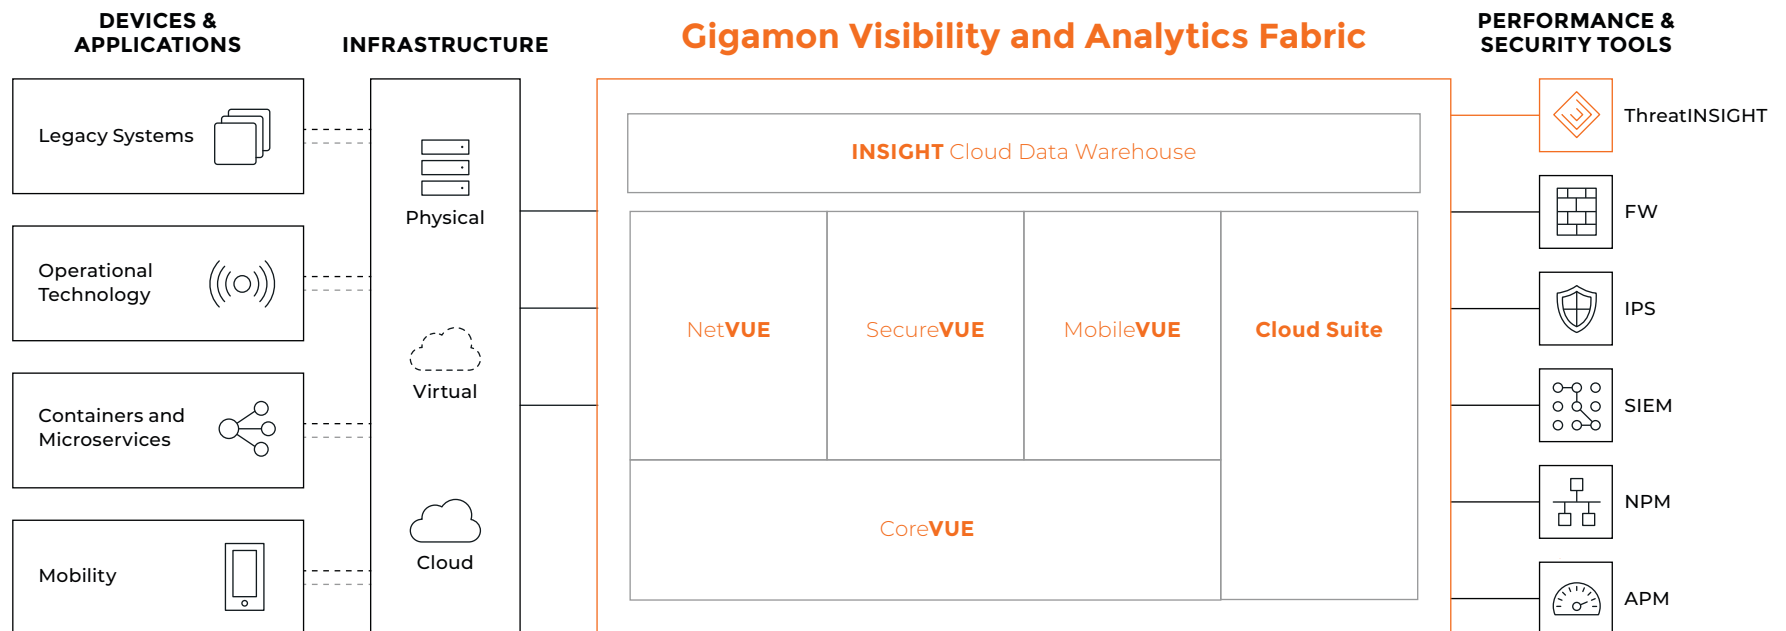 DEVICES &
APPLICATIONS
INFRASTRUCTURE
Gigamon Visibility and Analytics Fabric
PERFORMANCE &
SECURITY TOOLS
Legacy Systems
Operational
Technology
Containers and
Microservices
Mobility
Physical
Virtual
Cloud
INSIGHT Cloud Data Warehouse
NetVUE
SecureVUE
MobileVUE
Cloud Suite
CoreVUE
ThreatINSIGHT
FW
IPS
SIEM
NPM
APM